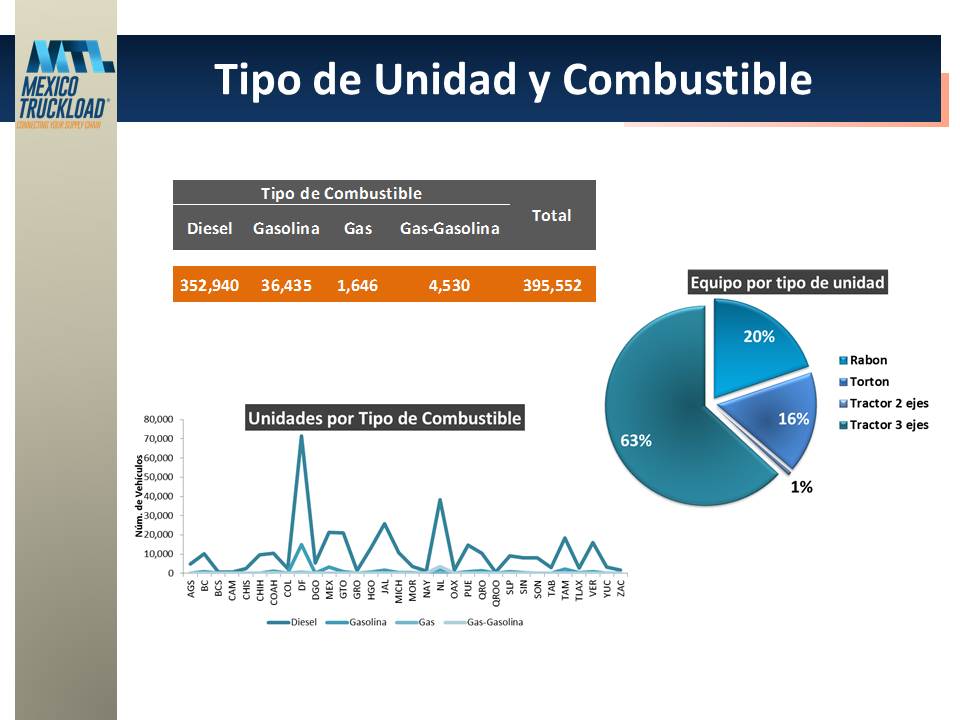 MTL
MEXICO
TRUCKLOAD®
CONNECTING YOUR SUPPLY CHAIN
Tipo de Unidad y Combustible
Tipo de Combustible
Total
Diesel Gasolina Gas Gas-Gasolina
352,940 36,435 1,646 4,530 395,552
Equipo por tipo de unidad
20%
16%
63%
1%
Rabon
Torton
Tractor 2 ejes
Tractor 3 ejes
Unidades por Tipo de Combustible
Núm. de Vehículos
80,000
70,000
60,000
50,000
40,000
30,000
20,000
10,000
0
AGS BC BCS CAM CHIS CHIH COAH COL DF DGO MEX GTO GRO HGO JAL MICH MOR NAY NL OAX PUE QRO QROO SLP SIN SON TAB TAM TLAX VER YUC ZAC
Diesel Gasolina Gas Gas-Gasolina